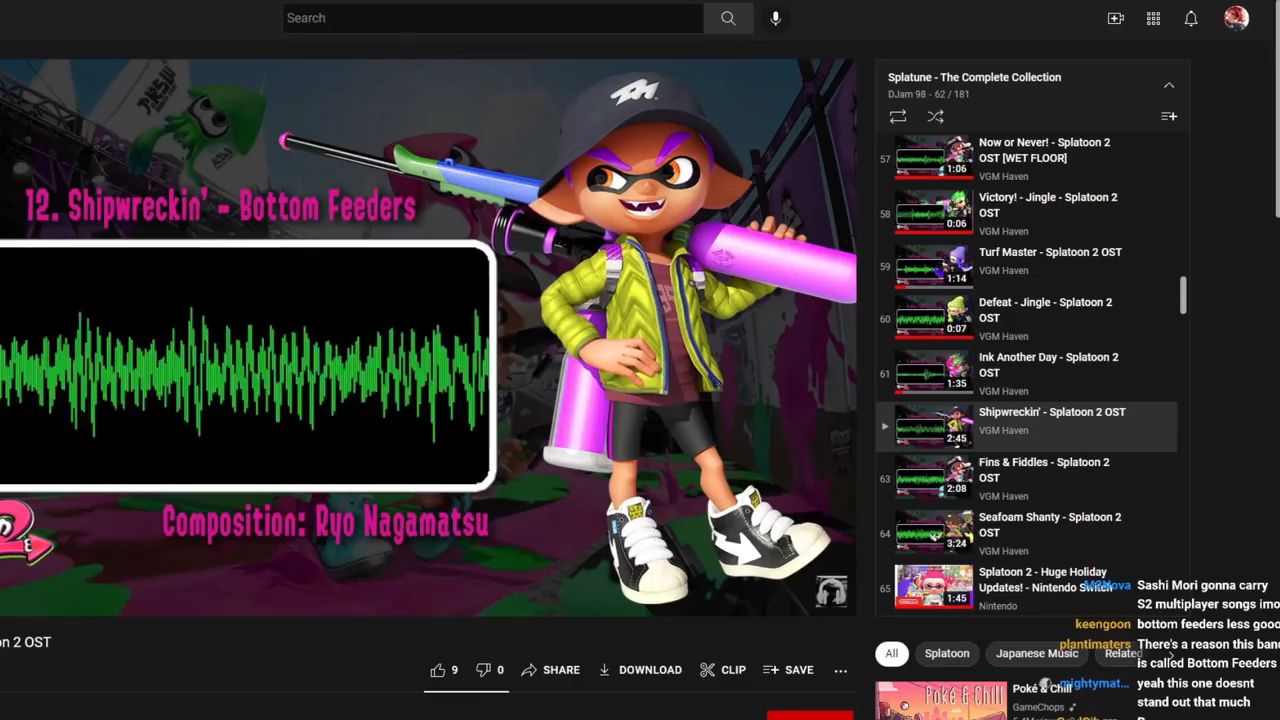 Search
12. Shipwreckin' - Bottom Feeders
Composition: Ryo Nagamatsu
2
n 2 OST
9
0
SHARE
DOWNLOAD
CLIP
SAVE
Splatune - The Complete Collection
DJam 98 - 62 / 181
57
Now or Never! - Splatoon 2
OST [WET FLOOR]
VGM Haven
1:06
58
Victory! - Jingle - Splatoon 2
OST
VGM Haven
0:06
59
Turf Master - Splatoon 2 OST
VGM Haven
1:14
60
Defeat - Jingle - Splatoon 2
OST
VGM Haven
0:07
61
Ink Another Day - Splatoon 2
OST
VGM Haven
1:35
Shipwreckin' - Splatoon 2 OST
VGM Haven
2:45
63
Fins & Fiddles - Splatoon 2
OST
VGM Haven
2:08
64
Seafoam Shanty - Splatoon 2
OST
VGM Haven
3:24
65
Splatoon 2 - Huge Holiday
Updates! - Nintendo Switch
Nintendo
1:45
All
Splatoon
Japanese Music
Related
Poké & Chill
Poké & Chill
GameChops
Sashi Mori gonna carry
S2 multiplayer songs imo
keengoon bottom feeders less gooo
plantimaters There's a reason this band
is called Bottom Feeders
mightymat... yeah this one doesnt
stand out that much